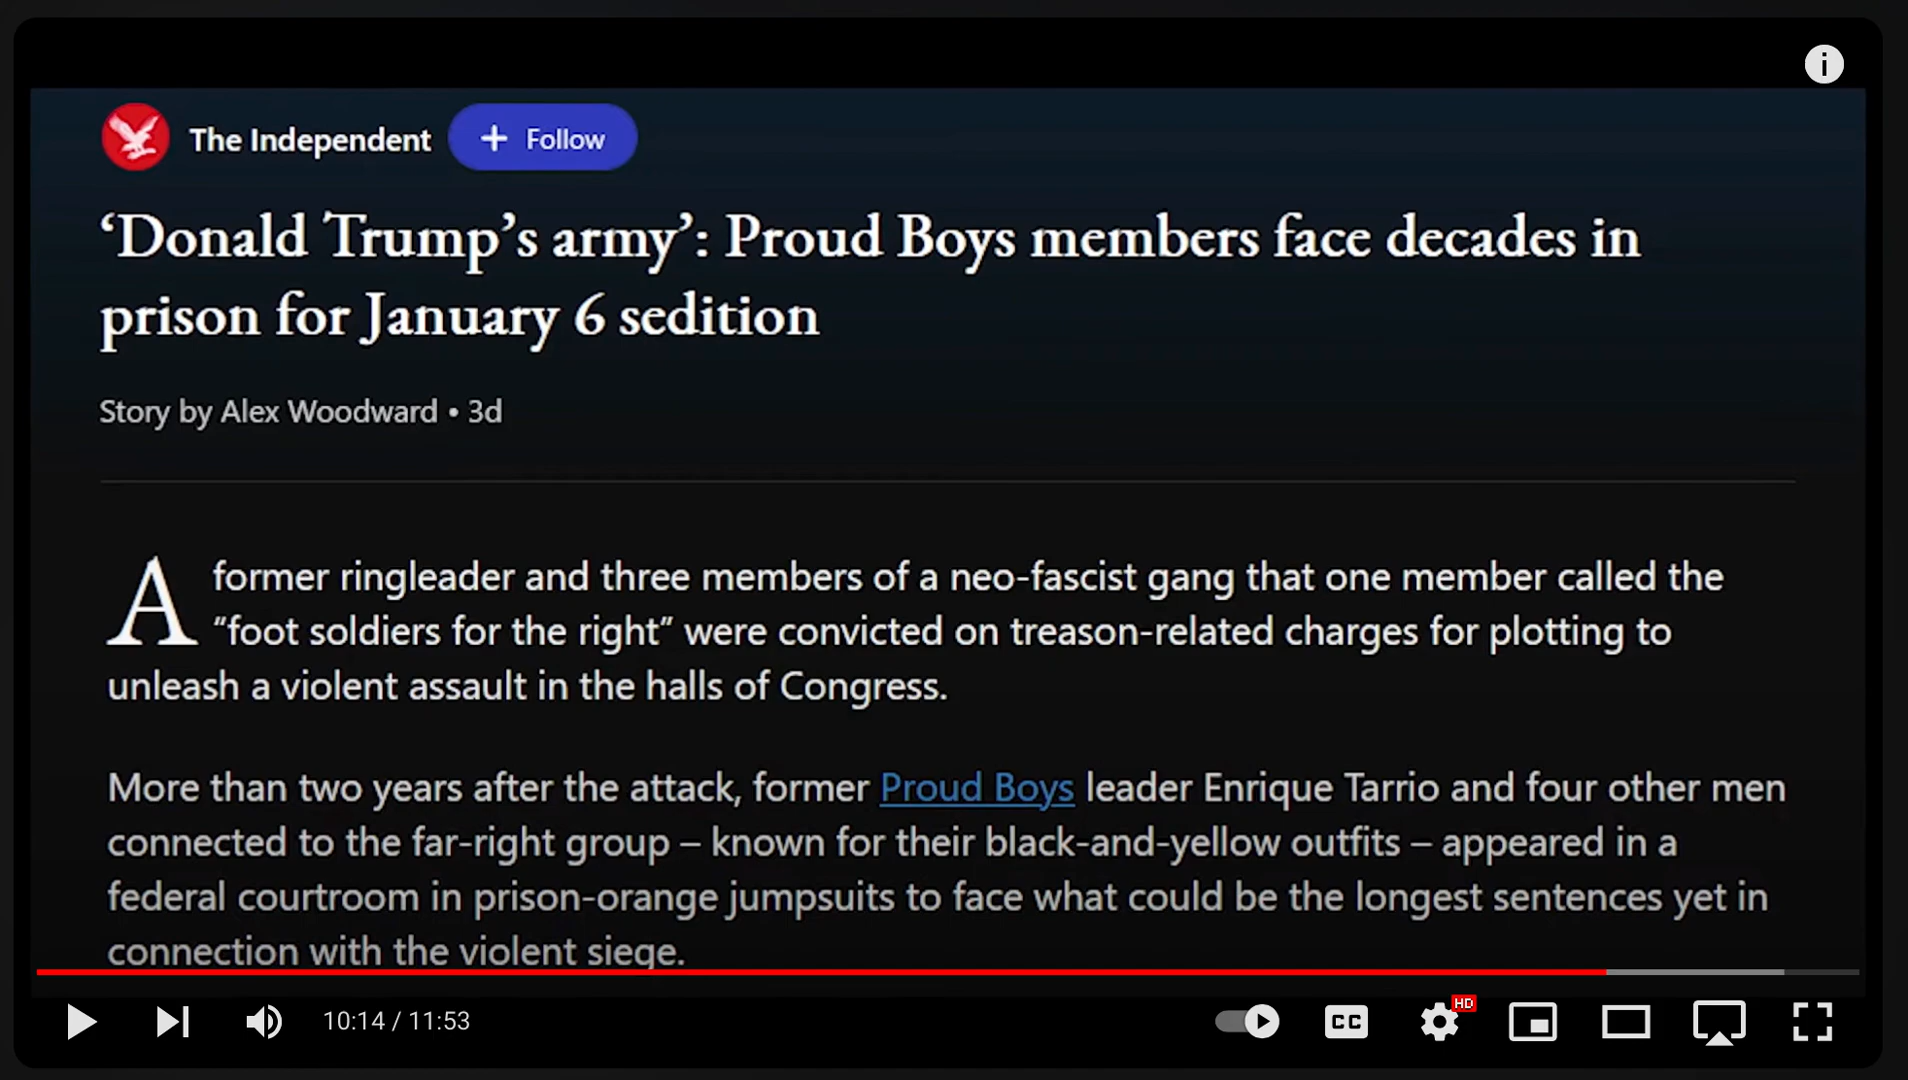 The Independent + Follow
‘Donald Trump’s army’: Proud Boys members face decades in
prison for January 6 sedition
Story by Alex Woodward • 3d
A former ringleader and three members of a neo-fascist gang that one member called the
“foot soldiers for the right” were convicted on treason-related charges for plotting to
unleash a violent assault in the halls of Congress.
More than two years after the attack, former Proud Boys leader Enrique Tarrio and four other men
connected to the far-right group – known for their black-and-yellow outfits – appeared in a
federal courtroom in prison-orange jumpsuits to face what could be the longest sentences yet in
connection with the violent siege.
10:14 / 11:53 CC HD